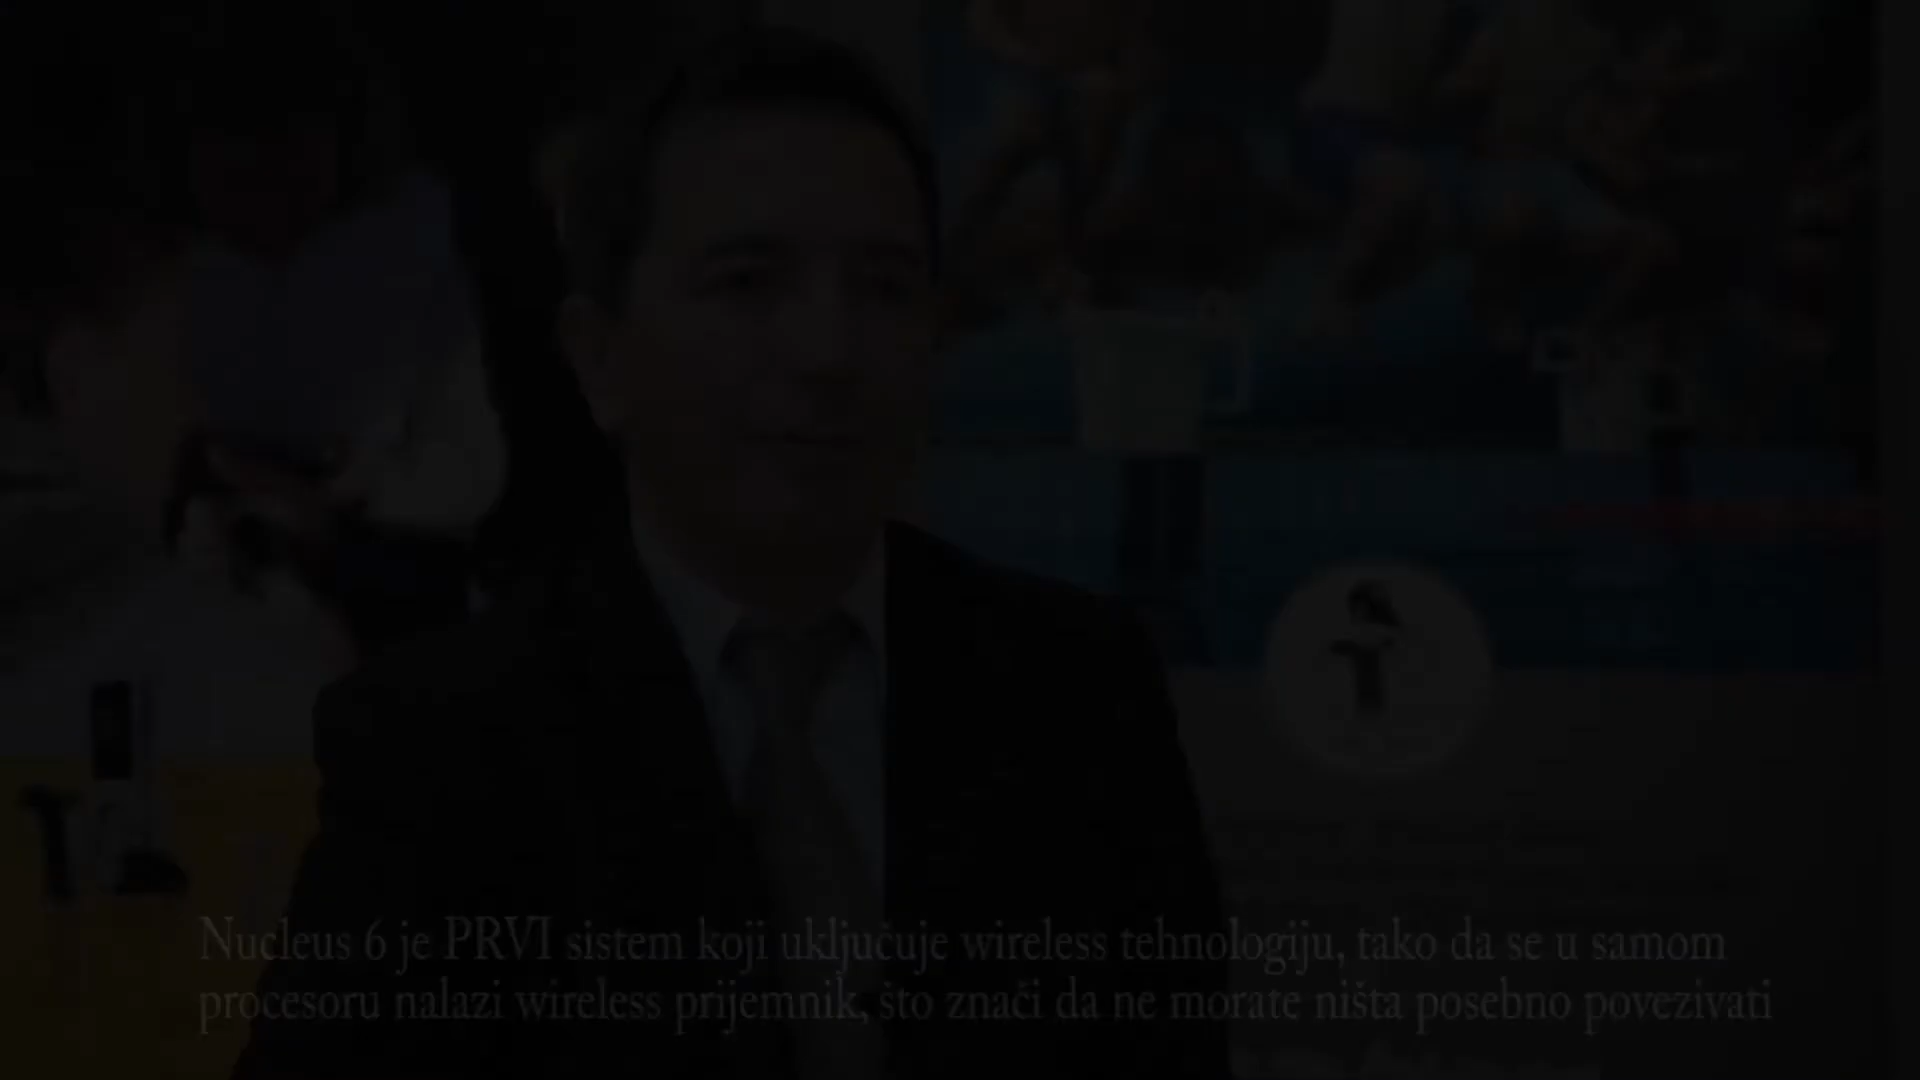 Nucleus 6 je PRVI sistem koji uključuje wireless tehnologiju, tako da se u samom
procesoru nalazi wireless prijemnik, što znači da ne morate ništa posebno povezivati